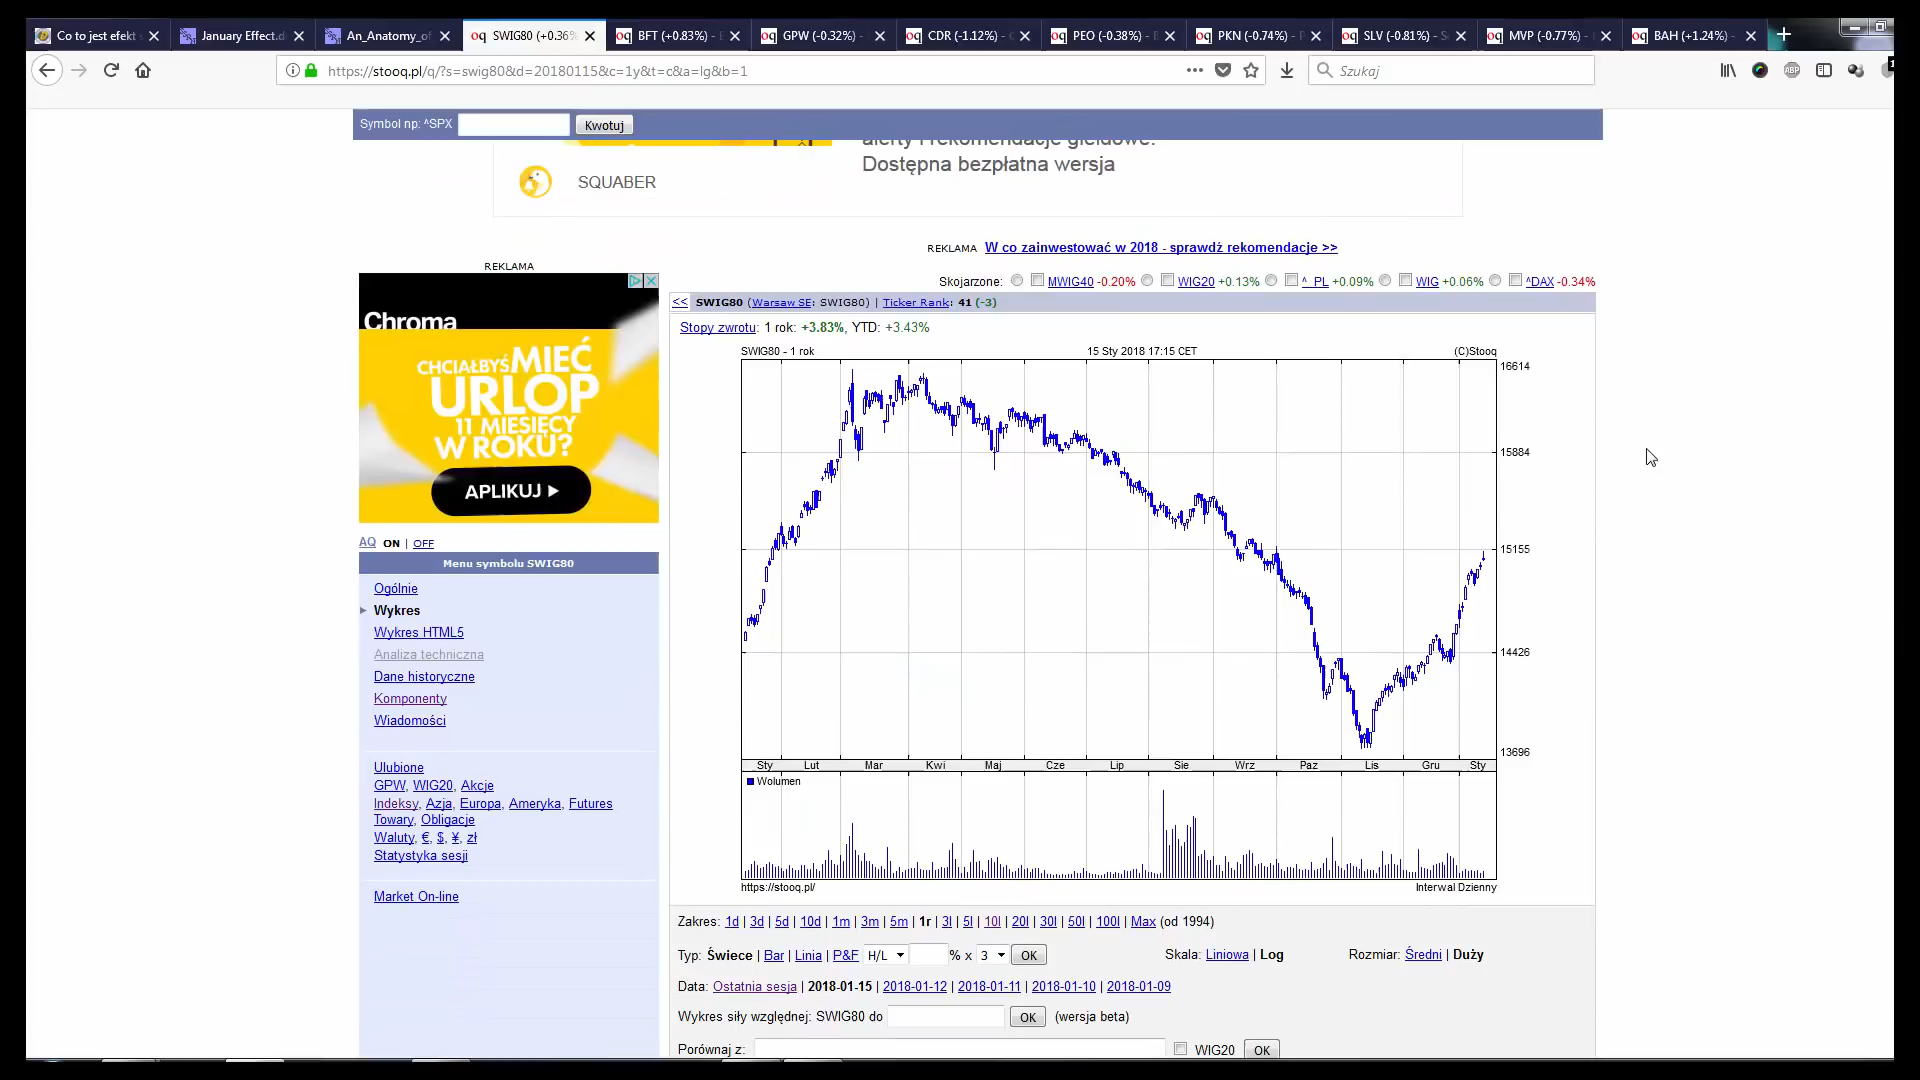 Co to jest efekt
January Effect.d
An_Anatomy_of
SWIG80 (+0.36%
BFT (+0.83%) -
GPW (-0.32%) -
CDR (-1.12%) -
PEO (-0.38%) -
PKN (-0.74%) -
SLV (-0.81%) -
MVP (-0.77%) -
BAH (+1.24%) -
https://stooq.pl/q/?s=swig80&d=20180115&c=1y&t=c&a=lg&b=1
Szukaj
Symbol np: ^SPX
Kwotuj
alerty i rekomendacje giełdowe.
Dostępna bezpłatna wersja
SQUABER
REKLAMA W co zainwestować w 2018 - sprawdź rekomendacje >>
REKLAMA
Skojarzone: MWIG40 -0.20% WIG20 +0.13% ^_PL +0.09% WIG +0.06% ^DAX -0.34%
<< SWIG80 (Warsaw SE: SWIG80) | Ticker Rank: 41 (-3)
Stopy zwrotu: 1 rok: +3.83%, YTD: +3.43%
Chroma
CHCIAŁBYŚ MIEĆ
URLOP
11 MIESIĘCY
W ROKU?
APLIKUJ
SWIG80 - 1 rok
15 Sty 2018 17:15 CET
(C)Stooq
16614
15884
15155
14426
13696
Sty Lut Mar Kwi Maj Cze Lip Sie Wrz Paz Lis Gru Sty
Wolumen
https://stooq.pl/
Interwał Dzienny
AQ ON | OFF
Menu symbolu SWIG80
Ogólnie
Wykres
Wykres HTML5
Analiza techniczna
Dane historyczne
Komponenty
Wiadomości
Ulubione
GPW, WIG20, Akcje
Indeksy, Azja, Europa, Ameryka, Futures
Towary, Obligacje
Waluty, €, $, ¥, zł
Statystyka sesji
Market On-line
Zakres: 1d | 3d | 5d | 10d | 1m | 3m | 5m | 1r | 3l | 5l | 10l | 20l | 30l | 50l | 100l | Max (od 1994)
Typ: Świece | Bar | Linia | P&F H/L % x 3 OK
Skala: Liniowa | Log
Rozmiar: Średni | Duży
Data: Ostatnia sesja | 2018-01-15 | 2018-01-12 | 2018-01-11 | 2018-01-10 | 2018-01-09
Wykres siły względnej: SWIG80 do OK (wersja beta)
Porównaj z: WIG20 OK